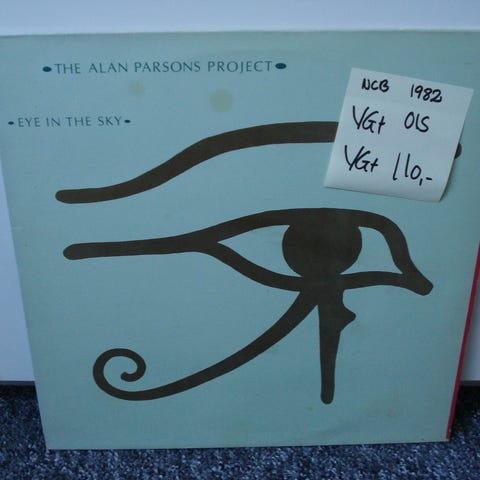 THE ALAN PARSONS PROJECT
EYE IN THE SKY
NCB 1982
VG+ OIS
VG+ 110,-